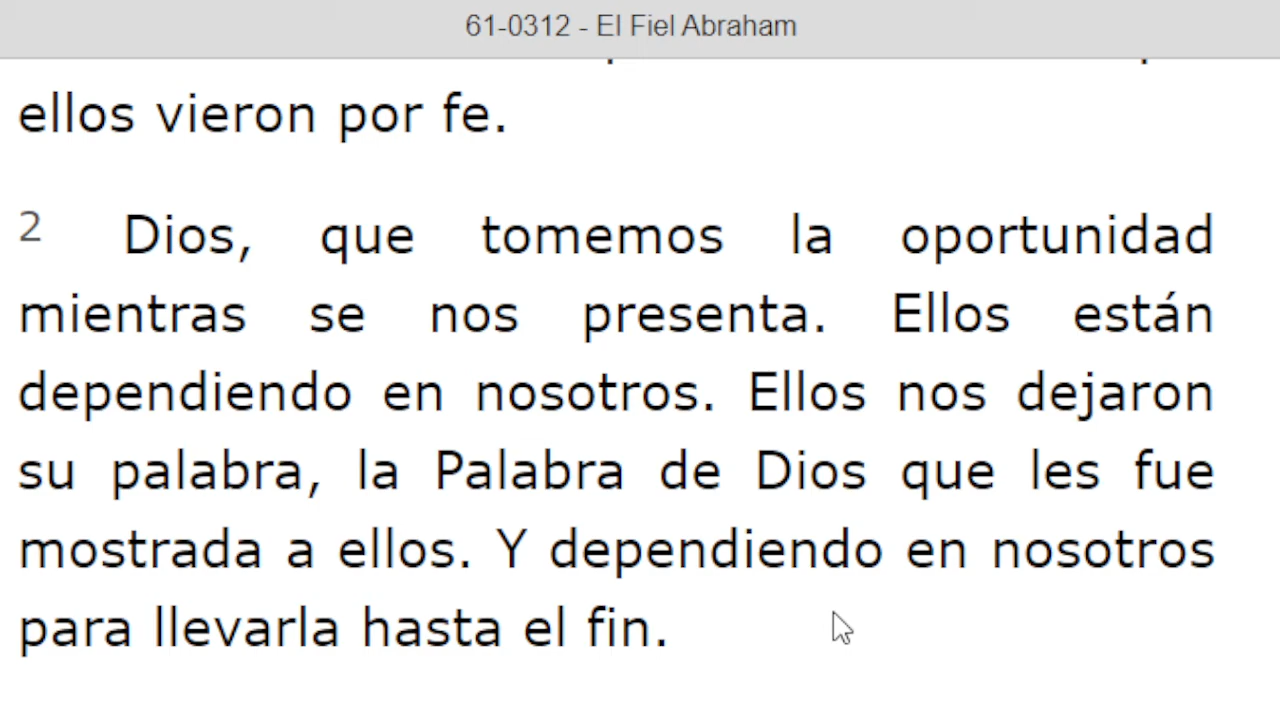 61-0312 - El Fiel Abraham
ellos vieron por fe.
2 Dios, que tomemos la oportunidad
mientras se nos presenta. Ellos están
dependiendo en nosotros. Ellos nos dejaron
su palabra, la Palabra de Dios que les fue
mostrada a ellos. Y dependiendo en nosotros
para llevarla hasta el fin.